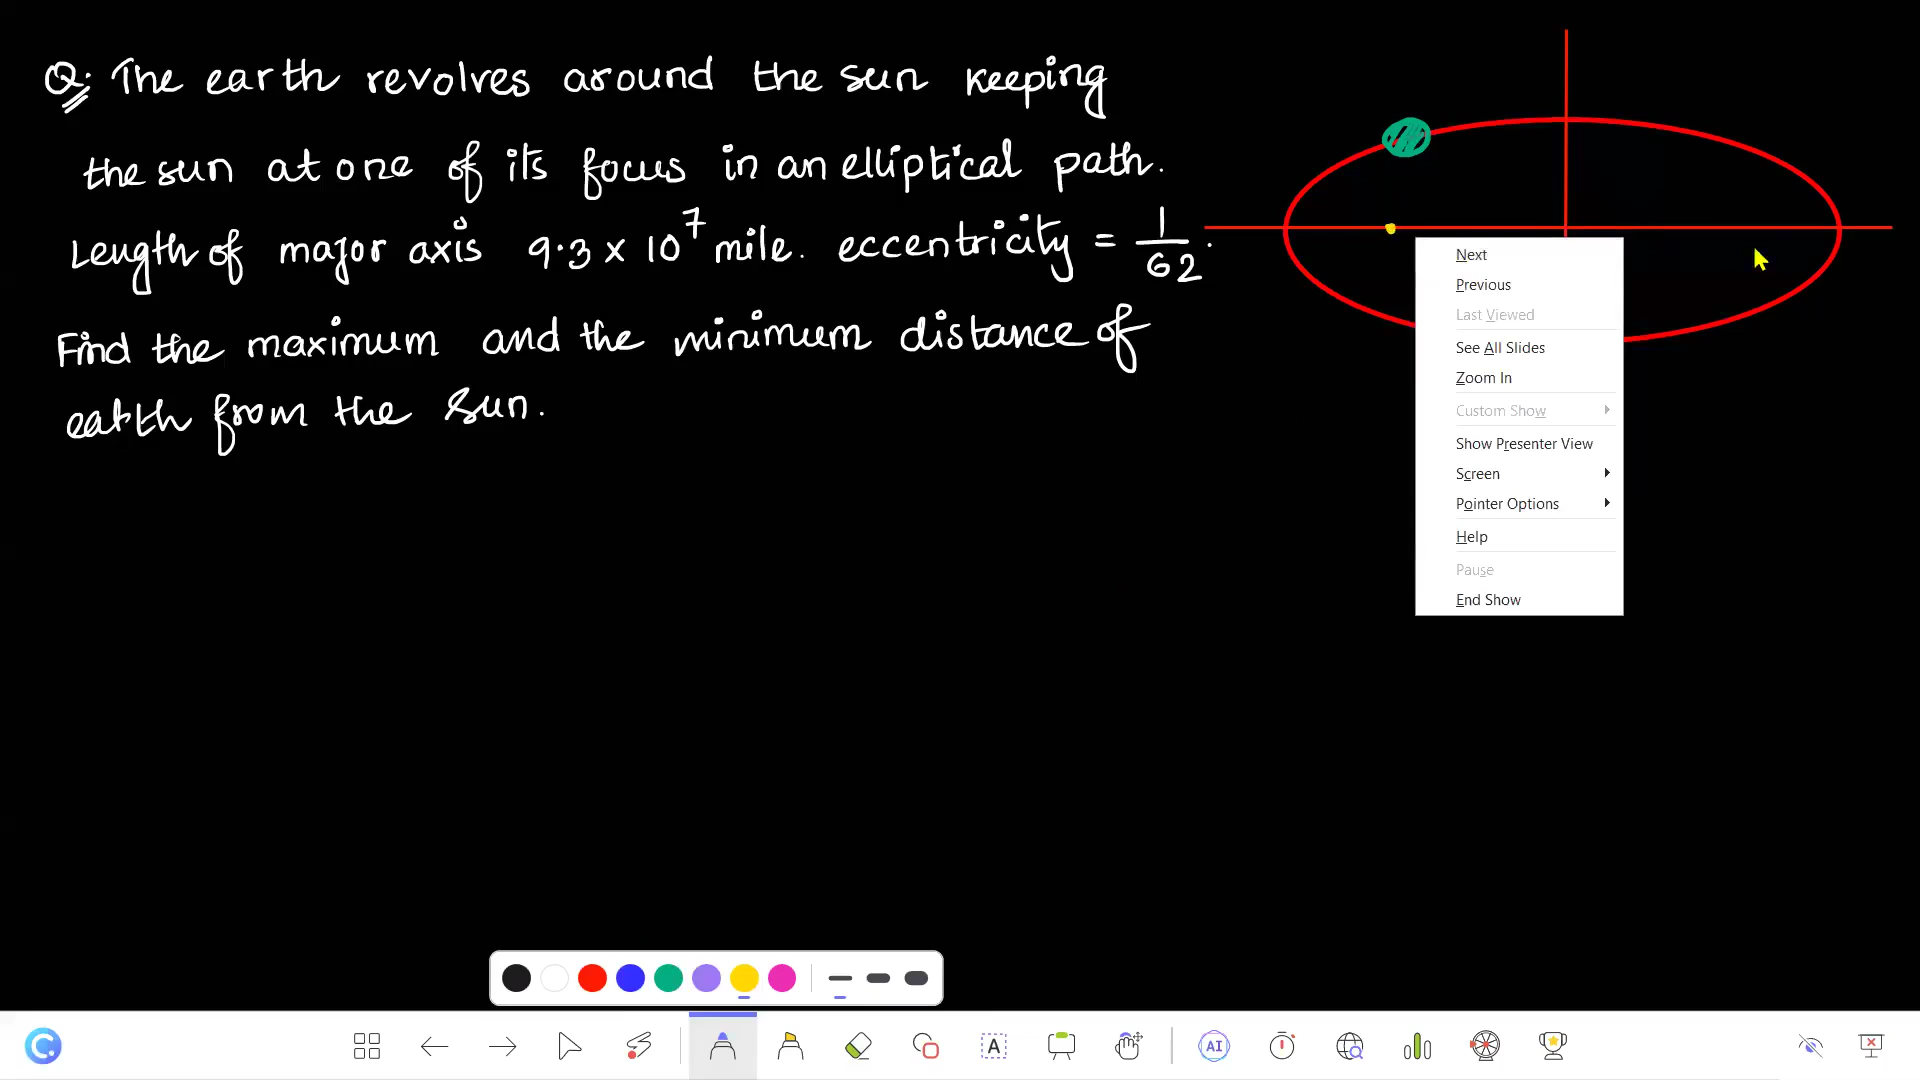 Q: The earth revolves around the sun keeping
the sun at one of its focus in an elliptical path.
Length of major axis 9.3 x 10^7 mile. eccentricity = 1/62.
Find the maximum and the minimum distance of
eatth from the sun.
Next
Previous
Last Viewed
See All Slides
Zoom In
Custom Show
Show Presenter View
Screen
Pointer Options
Help
Pause
End Show
A
AI